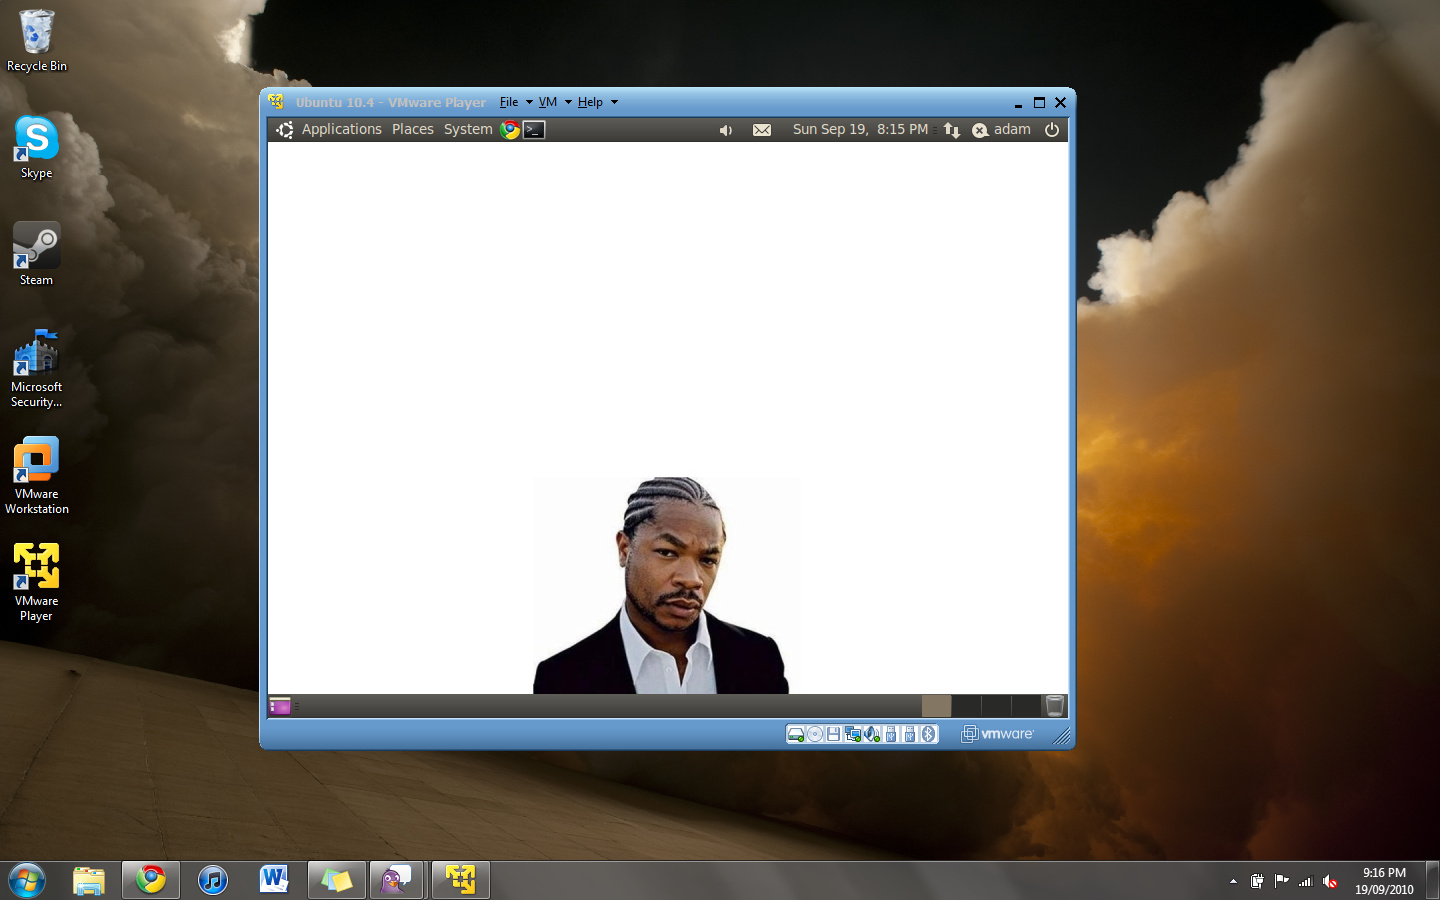 Recycle Bin
Skype
Steam
Microsoft
Security...
VMware
Workstation
VMware
Player
Ubuntu 10.4 - VMware Player File VM Help
Applications Places System Sun Sep 19, 8:15 PM adam
vmware
9:16 PM
19/09/2010